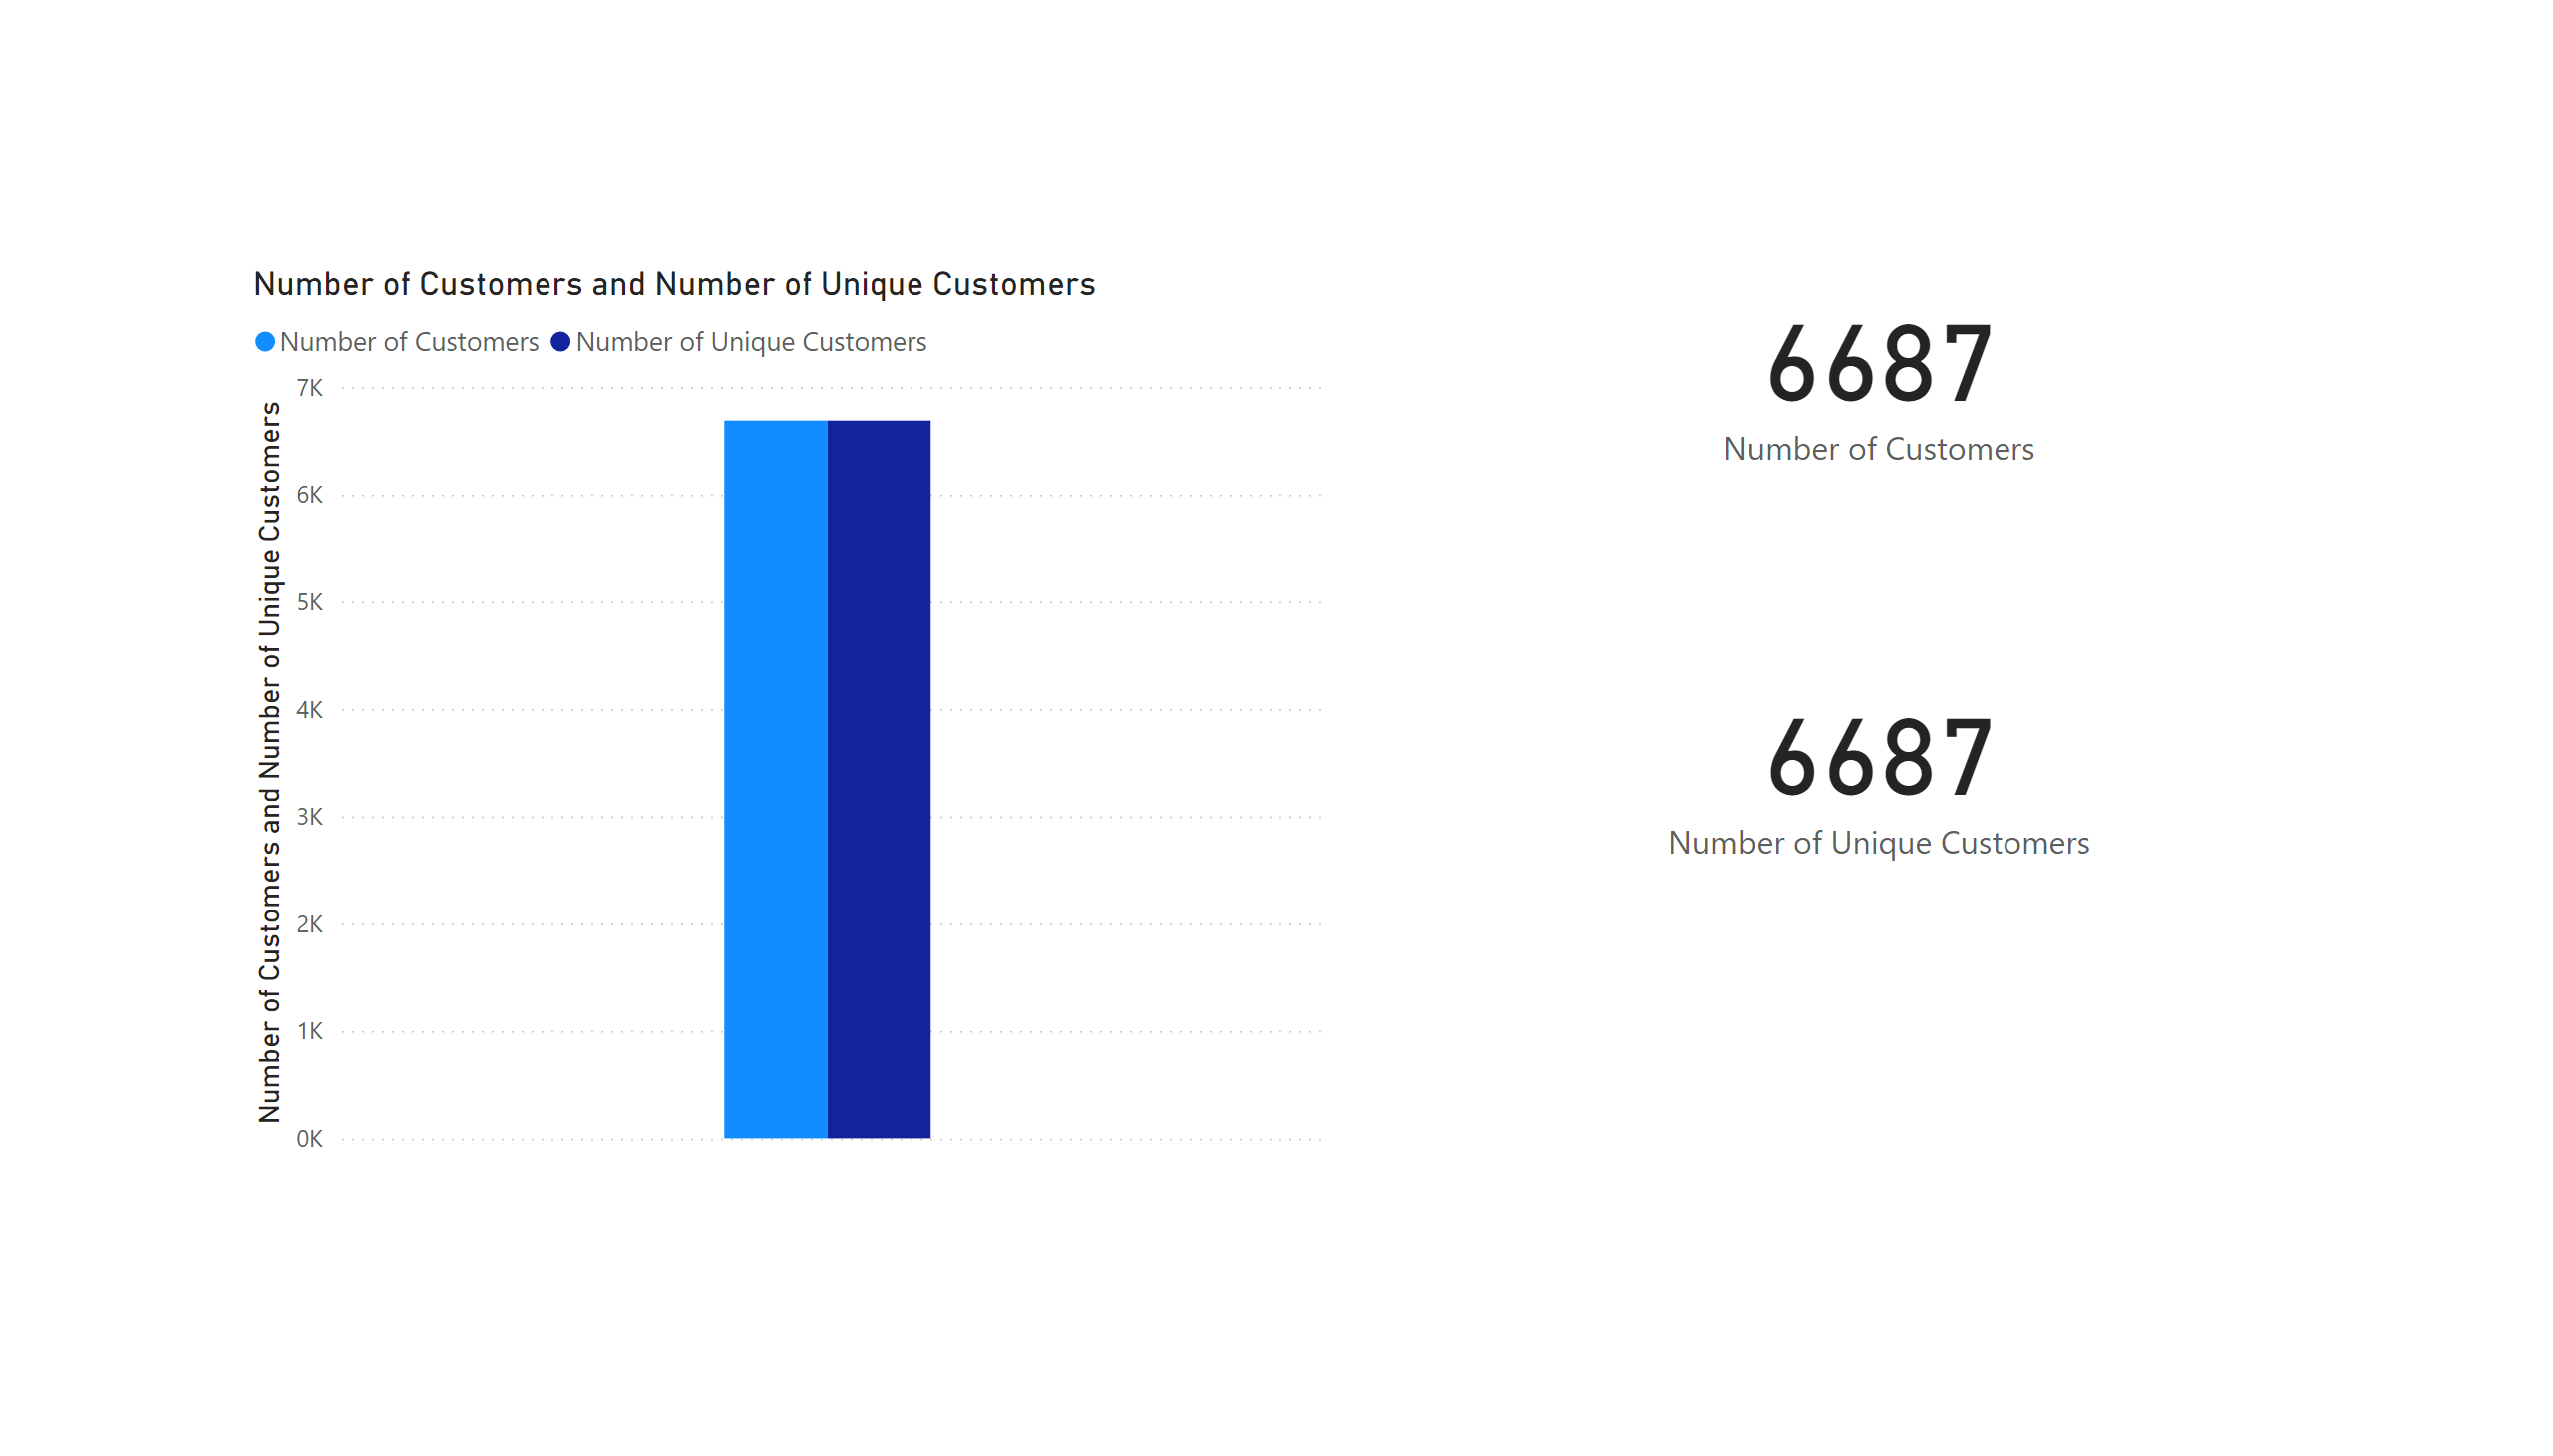 Number of Customers and Number of Unique Customers
Number of Customers Number of Unique Customers
Number of Customers and Number of Unique Customers
7K
6K
5K
4K
3K
2K
1K
0K
6687
Number of Customers
6687
Number of Unique Customers